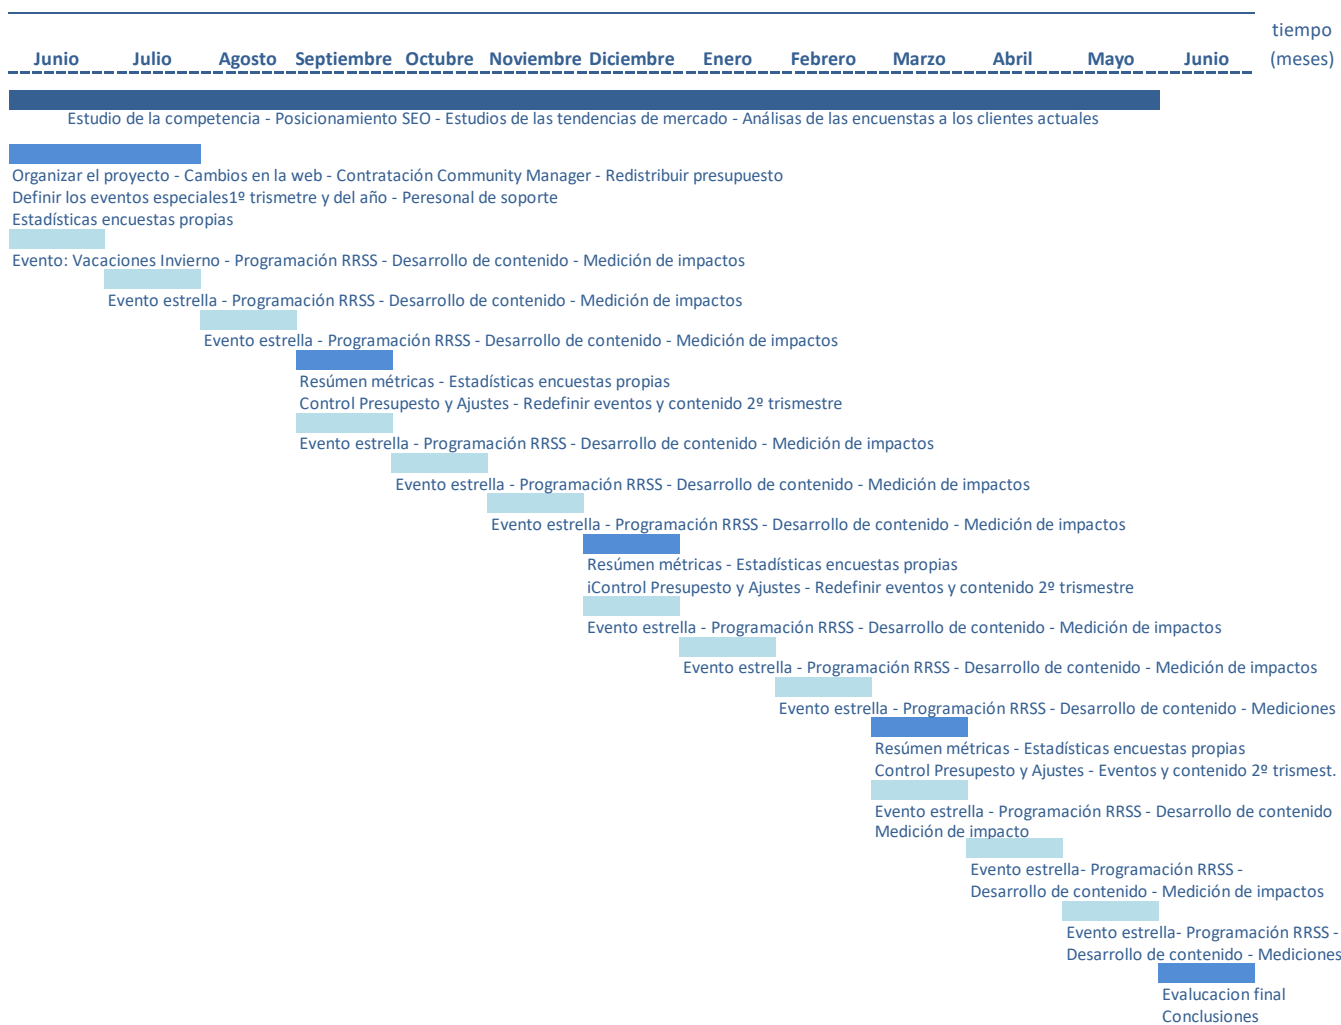 tiempo
Junio Julio Agosto Septiembre Octubre Noviembre Diciembre Enero Febrero Marzo Abril Mayo Junio (meses)
Estudio de la competencia - Posicionamiento SEO - Estudios de las tendencias de mercado - Análisas de las encuenstas a los clientes actuales
Organizar el proyecto - Cambios en la web - Contratación Community Manager - Redistribuir presupuesto
Definir los eventos especiales1º trismetre y del año - Peresonal de soporte
Estadísticas encuestas propias
Evento: Vacaciones Invierno - Programación RRSS - Desarrollo de contenido - Medición de impactos
Evento estrella - Programación RRSS - Desarrollo de contenido - Medición de impactos
Evento estrella - Programación RRSS - Desarrollo de contenido - Medición de impactos
Resúmen métricas - Estadísticas encuestas propias
Control Presupesto y Ajustes - Redefinir eventos y contenido 2º trismestre
Evento estrella - Programación RRSS - Desarrollo de contenido - Medición de impactos
Evento estrella - Programación RRSS - Desarrollo de contenido - Medición de impactos
Evento estrella - Programación RRSS - Desarrollo de contenido - Medición de impactos
Resúmen métricas - Estadísticas encuestas propias
iControl Presupesto y Ajustes - Redefinir eventos y contenido 2º trismestre
Evento estrella - Programación RRSS - Desarrollo de contenido - Medición de impactos
Evento estrella - Programación RRSS - Desarrollo de contenido - Medición de impactos
Evento estrella - Programación RRSS - Desarrollo de contenido - Mediciones
Resúmen métricas - Estadísticas encuestas propias
Control Presupesto y Ajustes - Eventos y contenido 2º trismest.
Evento estrella - Programación RRSS - Desarrollo de contenido
Medición de impacto
Evento estrella- Programación RRSS -
Desarrollo de contenido - Medición de impactos
Evento estrella- Programación RRSS -
Desarrollo de contenido - Mediciones
Evalucacion final
Conclusiones